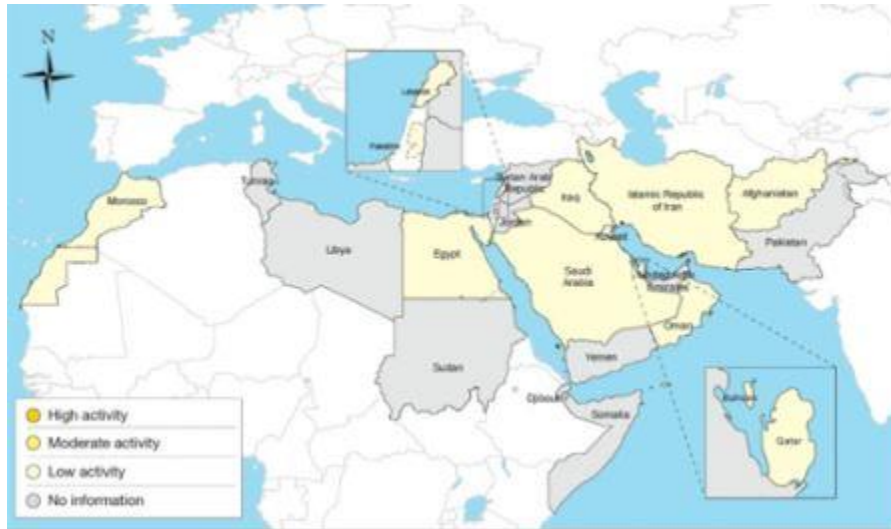 N
Lebanon
Palestine
Tunisia
Syrian Arab
Republic
Morocco
Iraq
Islamic Republic
of Iran
Afghanistan
Jordan
Kuwait
Pakistan
Libya
Egypt
Saudi
Arabia
United Arab
Emirates
Oman
Sudan
Yemen
Djibouti
Somalia
Bahrain
Qatar
High activity
Moderate activity
Low activity
No information